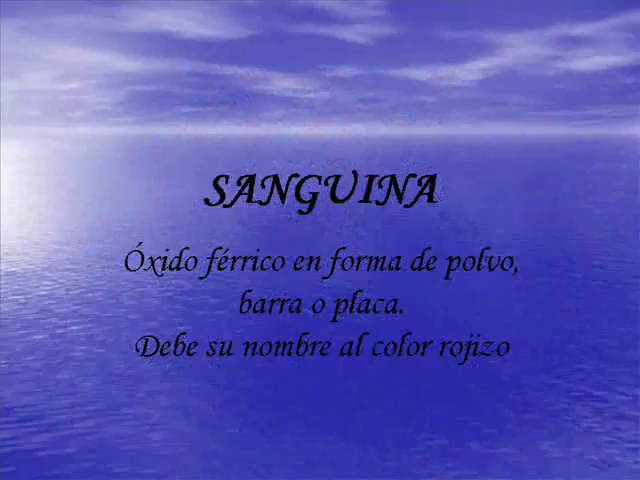 SANGUINA
Óxido férrico en forma de polvo,
barra o placa.
Debe su nombre al color rojizo